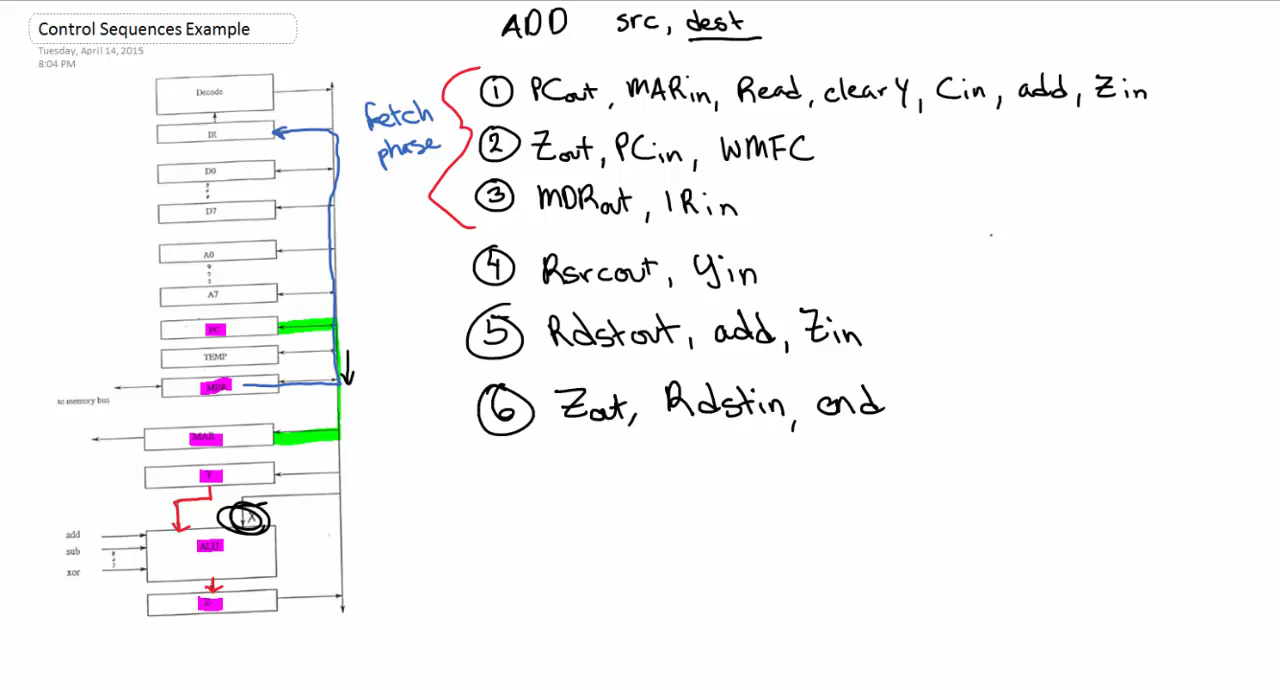 Control Sequences Example
Tuesday, April 14, 2015
8:04 PM
ADD src, dest
fetch phase
① PCout, MARin, Read, clear Y, Cin, add, Zin
② Zout, PCin, WMFC
③ MDRout, IRin
④ Rsrcout, Yin
⑤ Rdstout, add, Zin
⑥ Zout, Rdstin, end
Decode
IR
D0
D7
A0
A7
PC
TEMP
MDR
to memory bus
MAR
Y
X
add
sub
xor
ALU
Z